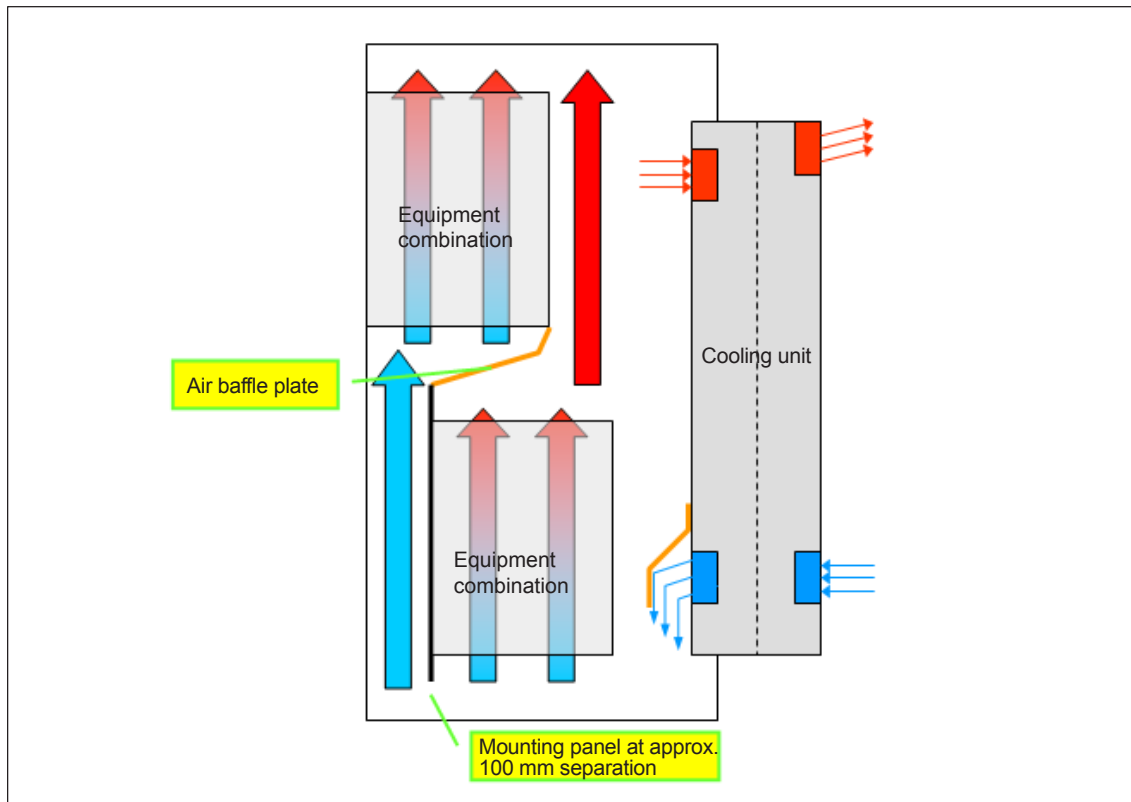 Equipment
combination
Cooling unit
Air baffle plate
Equipment
combination
Mounting panel at approx.
100 mm separation